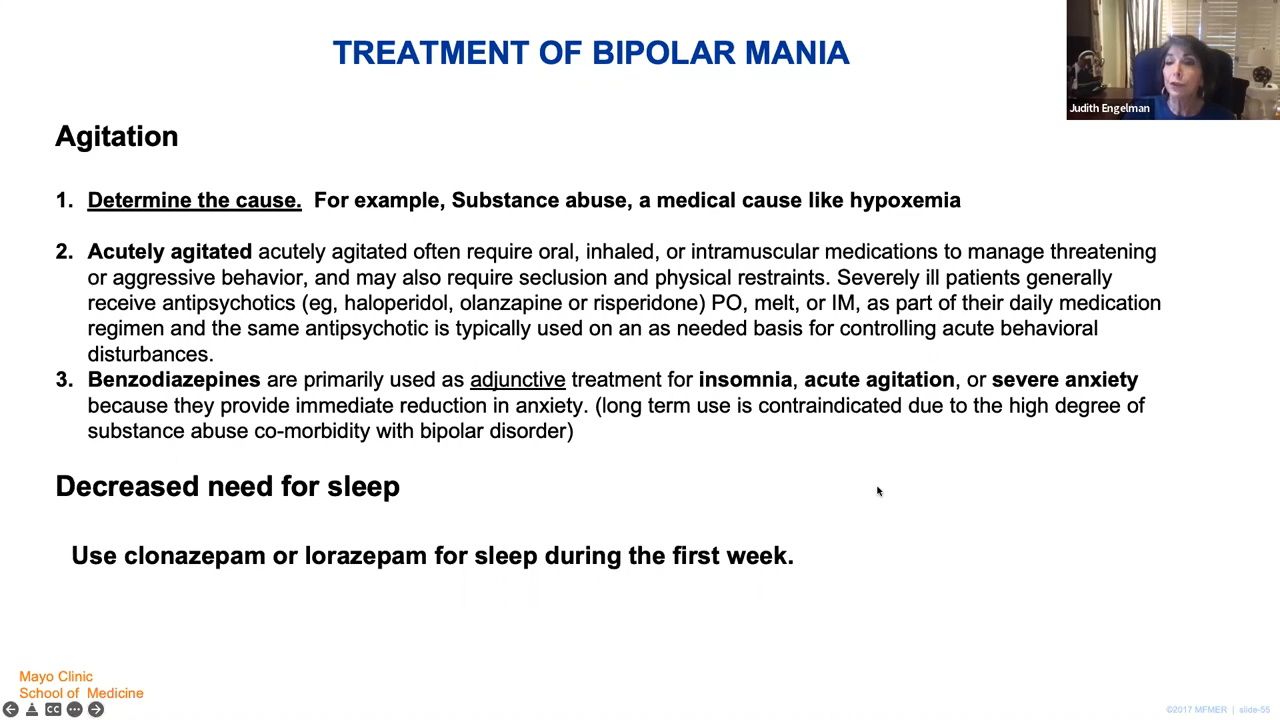 TREATMENT OF BIPOLAR MANIA
Judith Engelman
Agitation
1. Determine the cause. For example, Substance abuse, a medical cause like hypoxemia
2. Acutely agitated acutely agitated often require oral, inhaled, or intramuscular medications to manage threatening
or aggressive behavior, and may also require seclusion and physical restraints. Severely ill patients generally
receive antipsychotics (eg, haloperidol, olanzapine or risperidone) PO, melt, or IM, as part of their daily medication
regimen and the same antipsychotic is typically used on an as needed basis for controlling acute behavioral
disturbances.
3. Benzodiazepines are primarily used as adjunctive treatment for insomnia, acute agitation, or severe anxiety
because they provide immediate reduction in anxiety. (long term use is contraindicated due to the high degree of
substance abuse co-morbidity with bipolar disorder)
Decreased need for sleep
Use clonazepam or lorazepam for sleep during the first week.
Mayo Clinic
School of Medicine
CC
©2017 MFMER | slide-55